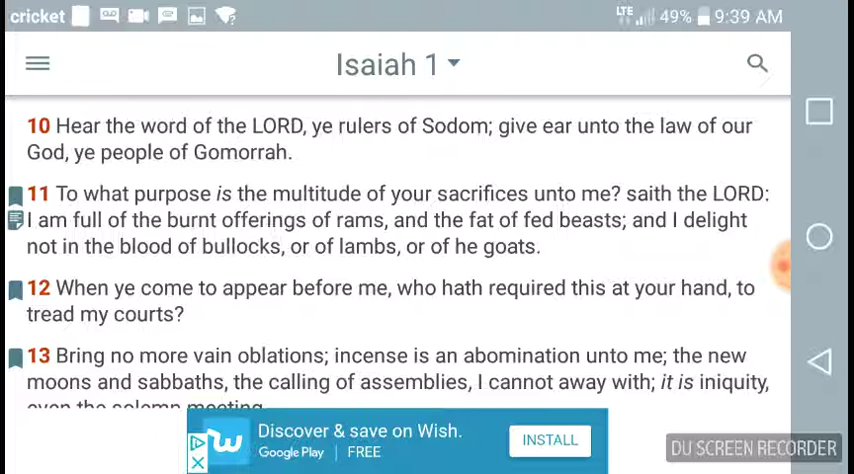 cricket LTE 49% 9:39 AM
Isaiah 1
10 Hear the word of the LORD, ye rulers of Sodom; give ear unto the law of our
God, ye people of Gomorrah.
11 To what purpose is the multitude of your sacrifices unto me? saith the LORD:
I am full of the burnt offerings of rams, and the fat of fed beasts; and I delight
not in the blood of bullocks, or of lambs, or of he goats.
12 When ye come to appear before me, who hath required this at your hand, to
tread my courts?
13 Bring no more vain oblations; incense is an abomination unto me; the new
moons and sabbaths, the calling of assemblies, I cannot away with; it is iniquity,
even the solemn meeting
Discover & save on Wish.
Google Play | FREE
INSTALL
DU SCREEN RECORDER